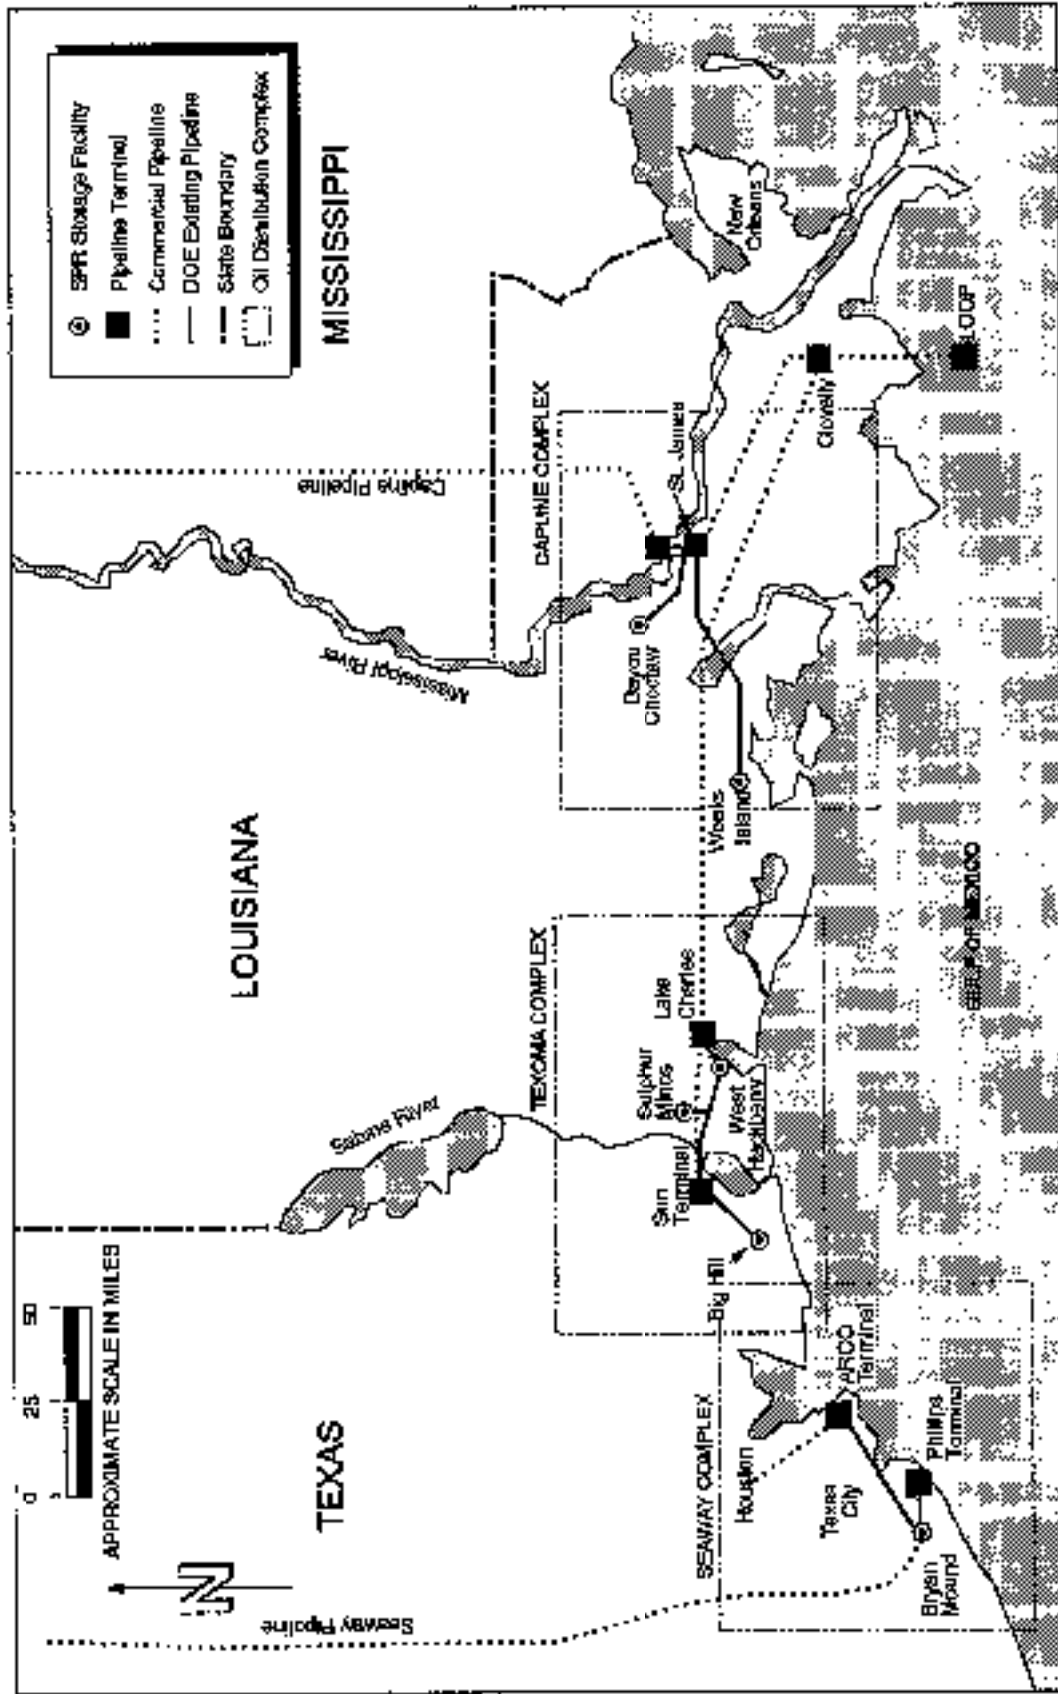 SPR Storage Facility
Pipeline Terminal
Commercial Pipeline
DOE Existing Pipeline
State Boundary
Oil Distribution Complex
MISSISSIPPI
LOUISIANA
TEXAS
0 25 50
APPROXIMATE SCALE IN MILES
N
Seaway Pipeline
Sabine River
Mississippi River
Capline Pipeline
CAPLINE COMPLEX
TEXOMA COMPLEX
SEAWAY COMPLEX
St. James
New
Orleans
Bayou
Choctaw
Weeks
Island
Clovelly
LOOP
Lake
Charles
Sulphur
Mines
West
Hackberry
Sun
Terminal
Big Hill
Houston
Texas
City
ARCO
Terminal
Phillips
Terminal
Bryan
Mound
GULF OF MEXICO